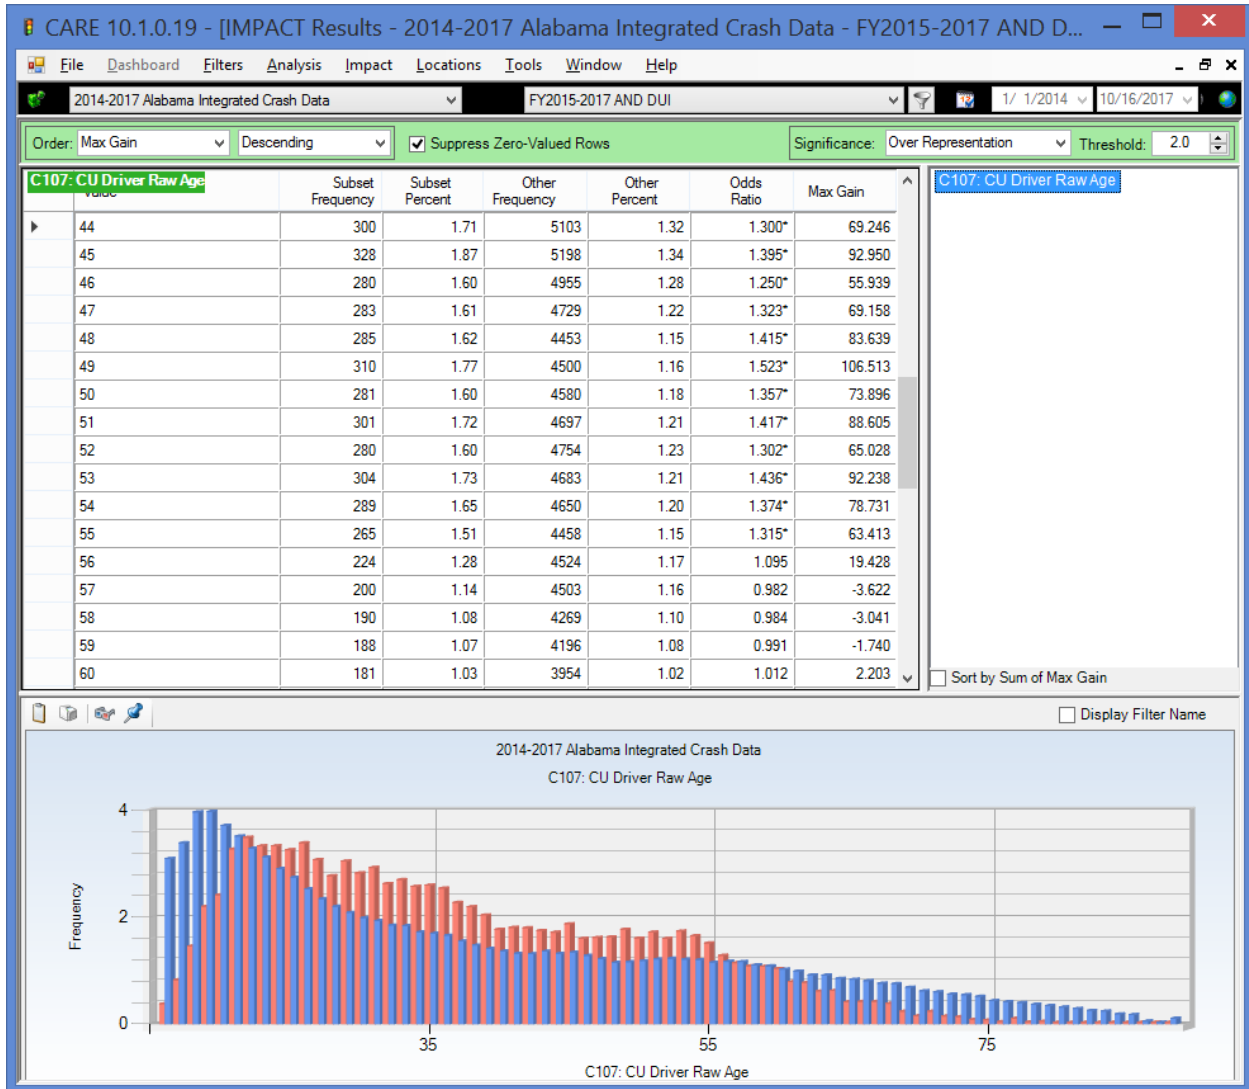 CARE 10.1.0.19 - [IMPACT Results - 2014-2017 Alabama Integrated Crash Data - FY2015-2017 AND D...
File Dashboard Filters Analysis Impact Locations Tools Window Help
2014-2017 Alabama Integrated Crash Data FY2015-2017 AND DUI 1/ 1/2014 10/16/2017
Order: Max Gain Descending Suppress Zero-Valued Rows Significance: Over Representation Threshold: 2.0
C107: CU Driver Raw Age Subset Frequency Subset Percent Other Frequency Other Percent Odds Ratio Max Gain C107: CU Driver Raw Age
44 300 1.71 5103 1.32 1.300* 69.246
45 328 1.87 5198 1.34 1.395* 92.950
46 280 1.60 4955 1.28 1.250* 55.939
47 283 1.61 4729 1.22 1.323* 69.158
48 285 1.62 4453 1.15 1.415* 83.639
49 310 1.77 4500 1.16 1.523* 106.513
50 281 1.60 4580 1.18 1.357* 73.896
51 301 1.72 4697 1.21 1.417* 88.605
52 280 1.60 4754 1.23 1.302* 65.028
53 304 1.73 4683 1.21 1.436* 92.238
54 289 1.65 4650 1.20 1.374* 78.731
55 265 1.51 4458 1.15 1.315* 63.413
56 224 1.28 4524 1.17 1.095 19.428
57 200 1.14 4503 1.16 0.982 -3.622
58 190 1.08 4269 1.10 0.984 -3.041
59 188 1.07 4196 1.08 0.991 -1.740
60 181 1.03 3954 1.02 1.012 2.203
Sort by Sum of Max Gain
Display Filter Name
2014-2017 Alabama Integrated Crash Data
C107: CU Driver Raw Age
4
2
0
Frequency
35 55 75
C107: CU Driver Raw Age